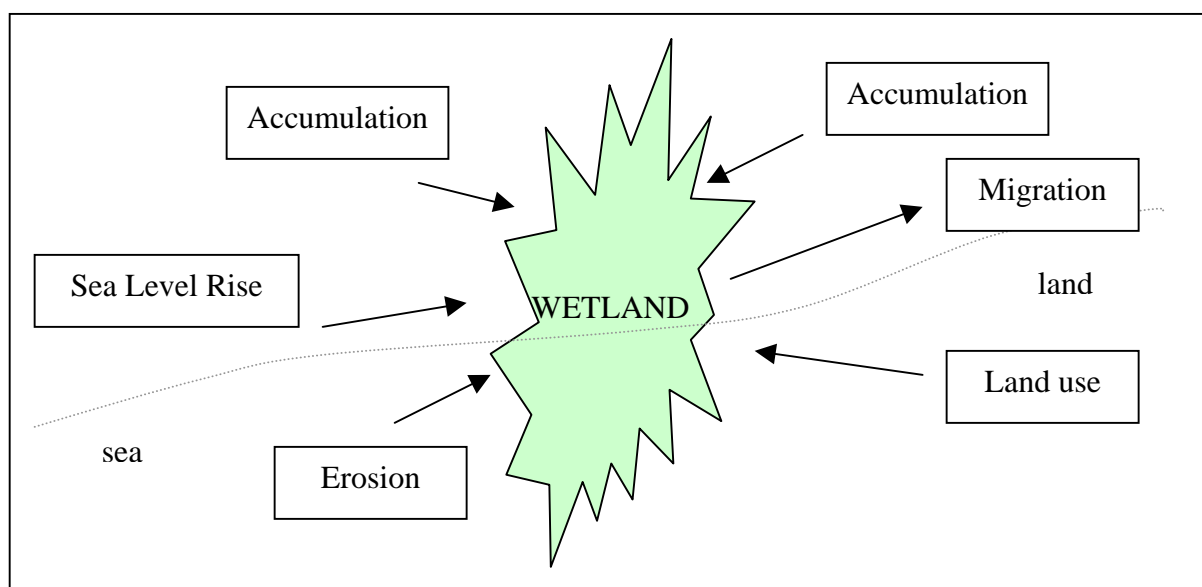 Accumulation
Accumulation
Migration
Sea Level Rise
land
WETLAND
Land use
sea
Erosion